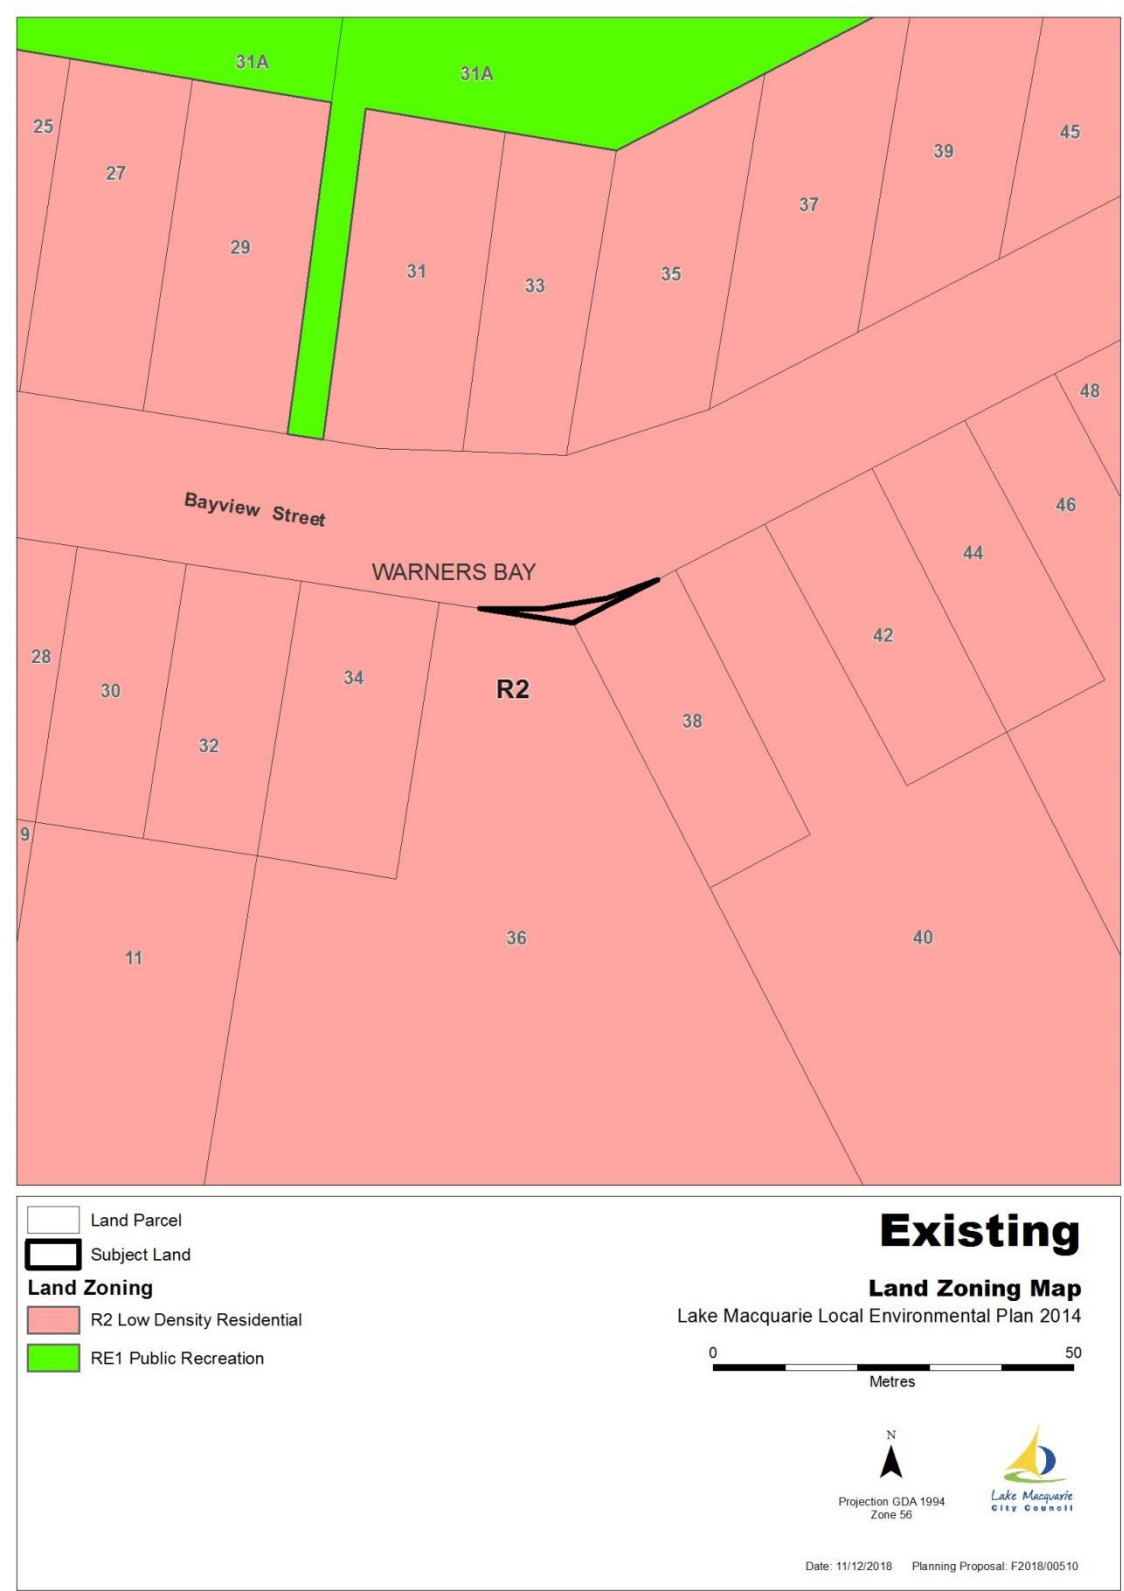 31A
31A
25
27
29
31
33
35
37
39
45
48
46
44
42
Bayview Street
WARNERS BAY
28
30
32
34
R2
38
9
11
36
40
Land Parcel
Subject Land
Land Zoning
R2 Low Density Residential
RE1 Public Recreation
Existing
Land Zoning Map
Lake Macquarie Local Environmental Plan 2014
0 50
Metres
N
Projection GDA 1994
Zone 56
Lake Macquarie
City Council
Date: 11/12/2018 Planning Proposal: F2018/00510